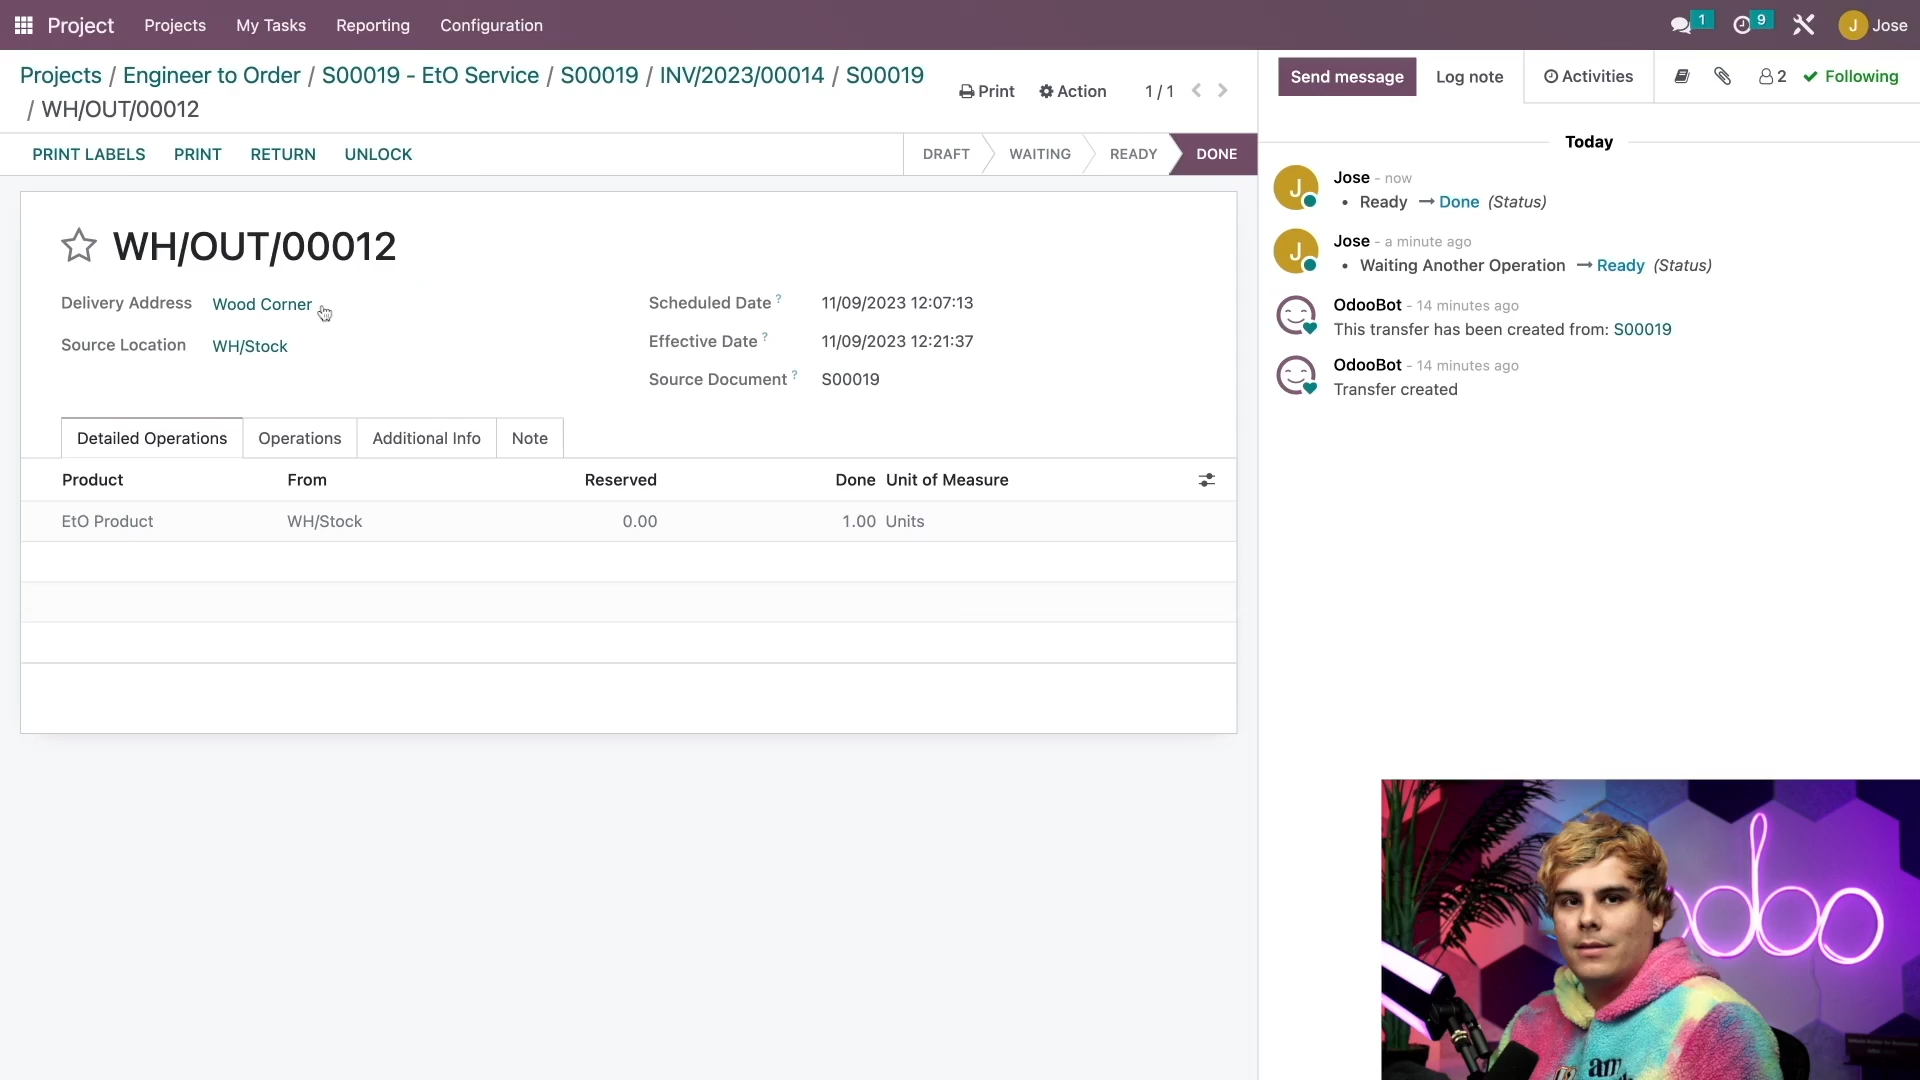 Project Projects My Tasks Reporting Configuration 1 9 J Jose
Projects / Engineer to Order / S00019 - EtO Service / S00019 / INV/2023/00014 / S00019
/ WH/OUT/00012
Print Action 1 / 1
Send message Log note Activities 2 Following
PRINT LABELS PRINT RETURN UNLOCK DRAFT WAITING READY DONE
WH/OUT/00012
Delivery Address Wood Corner
Source Location WH/Stock
Scheduled Date ? 11/09/2023 12:07:13
Effective Date ? 11/09/2023 12:21:37
Source Document ? S00019
Detailed Operations Operations Additional Info Note
Product From Reserved Done Unit of Measure
EtO Product WH/Stock 0.00 1.00 Units
Today
J Jose - now
• Ready → Done (Status)
J Jose - a minute ago
• Waiting Another Operation → Ready (Status)
OdooBot - 14 minutes ago
This transfer has been created from: S00019
OdooBot - 14 minutes ago
Transfer created
odoo
am